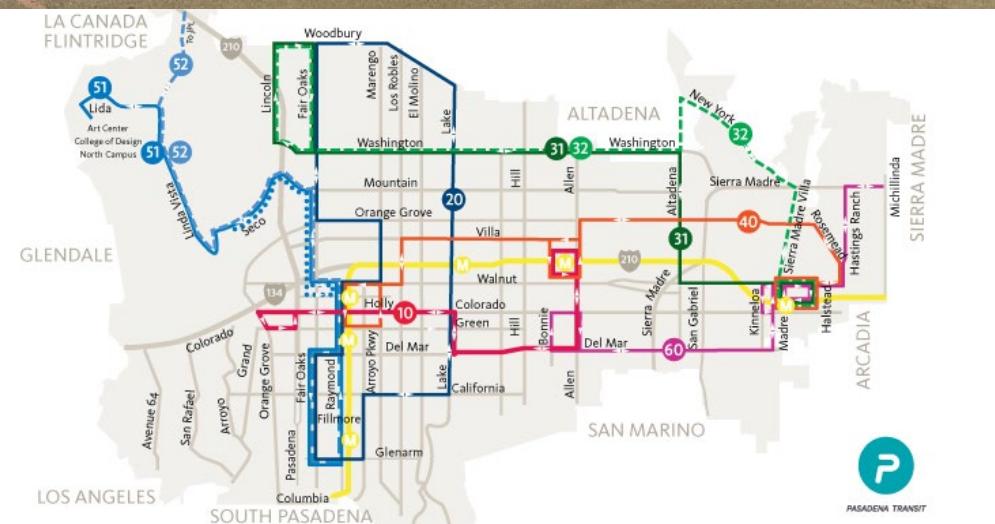 LA CANADA
FLINTRIDGE
To JPL
210
Woodbury
52
51
Lida
Art Center
College of Design
North Campus
51
52
Lincoln
Fair Oaks
Marengo
Los Robles
El Molino
Lake
ALTADENA
New York
32
Washington
31
32
Washington
SIERRA MADRE
Michillinda
Linda Vista
Seco
Mountain
Hill
Allen
Altadena
Sierra Madre
20
Orange Grove
40
Sierra Madre Villa
Rosemead
Hastings Ranch
GLENDALE
Villa
31
M
M
210
Walnut
134
M
Holly
10
Colorado
Green
Hill
Bonnie
Sierra Madre
San Gabriel
Kinneloa
M
Madre
Halstead
ARCADIA
Colorado
M
Del Mar
Del Mar
60
Grand
Orange Grove
Fair Oaks
Raymond
Arroyo Pkwy
Lake
California
Allen
Avenue 64
San Rafael
Arroyo
Pasadena
Fillmore
M
Glenarm
SAN MARINO
LOS ANGELES
Columbia
SOUTH PASADENA
P
PASADENA TRANSIT